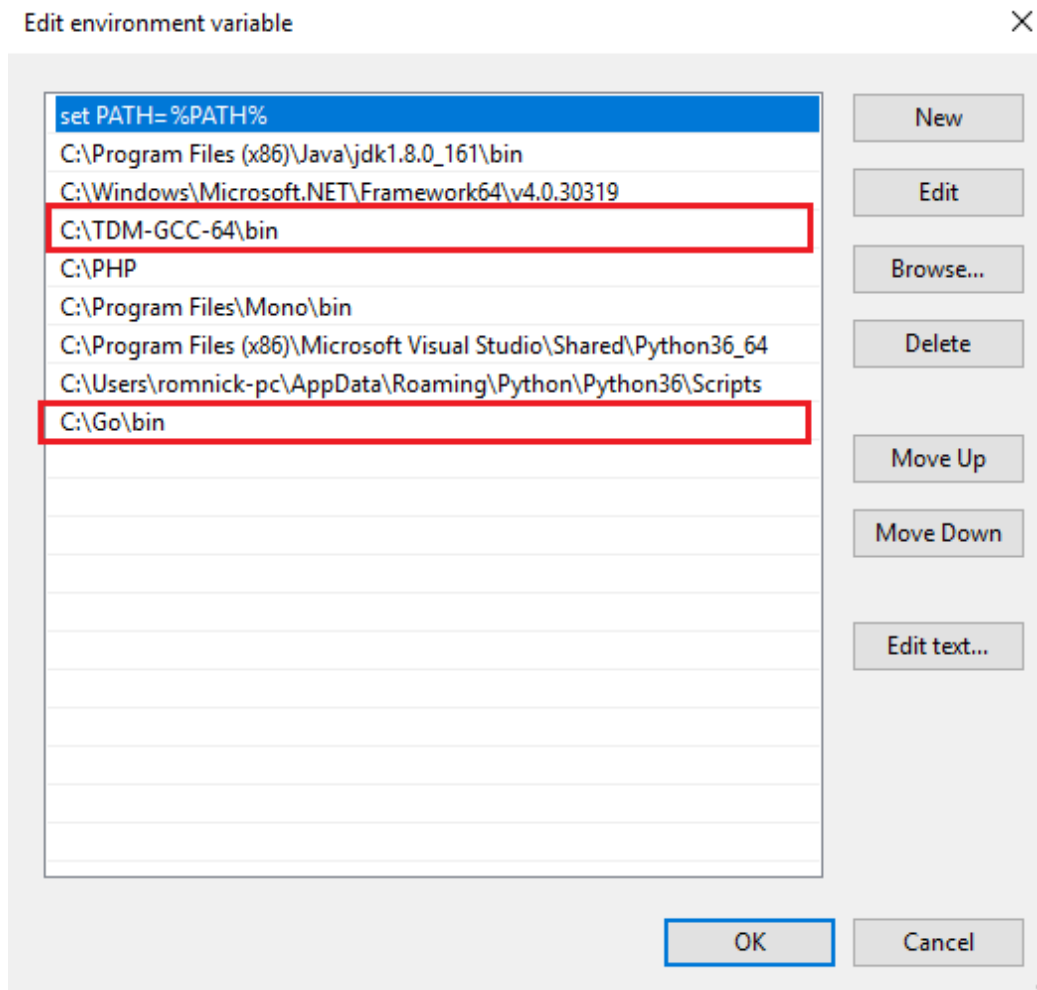 Edit environment variable
set PATH=%PATH%
C:\Program Files (x86)\Java\jdk1.8.0_161\bin
C:\Windows\Microsoft.NET\Framework64\v4.0.30319
C:\TDM-GCC-64\bin
C:\PHP
C:\Program Files\Mono\bin
C:\Program Files (x86)\Microsoft Visual Studio\Shared\Python36_64
C:\Users\romnick-pc\AppData\Roaming\Python\Python36\Scripts
C:\Go\bin
New
Edit
Browse...
Delete
Move Up
Move Down
Edit text...
OK
Cancel